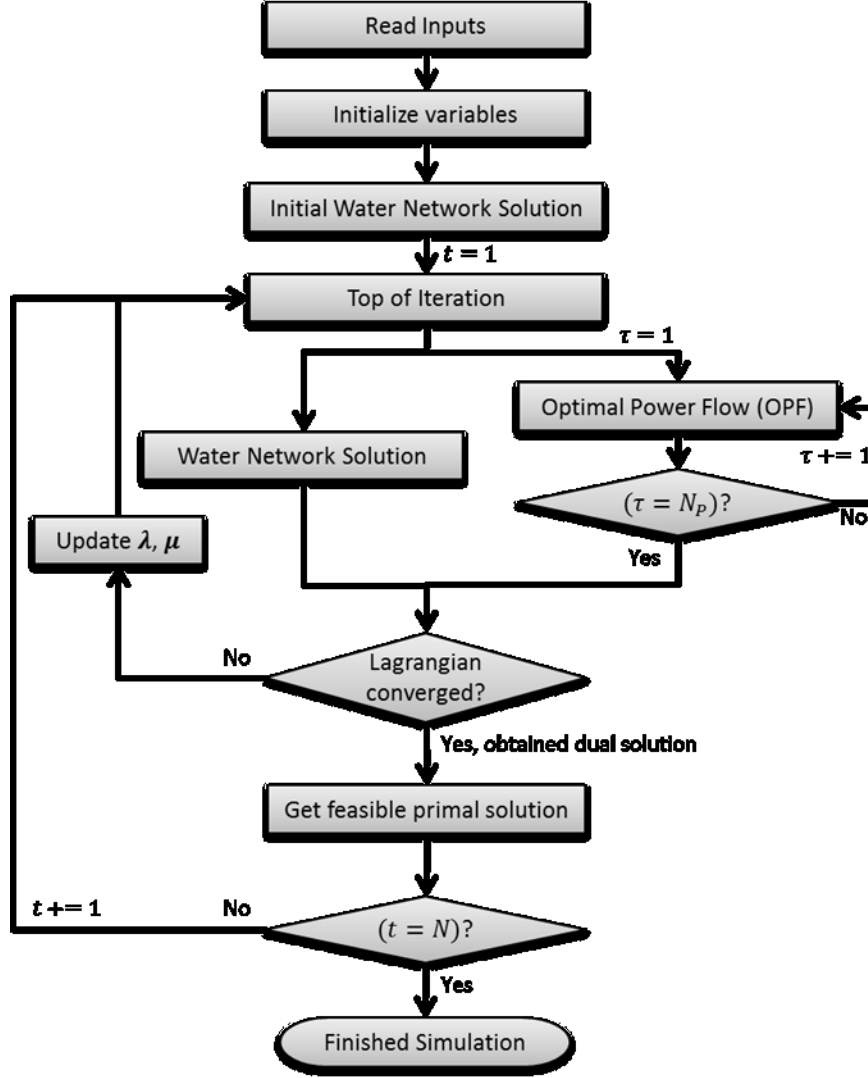 Read Inputs
Initialize variables
Initial Water Network Solution
t = 1
Top of Iteration
τ = 1
Optimal Power Flow (OPF)
Water Network Solution
τ += 1
(τ = N_P)?
No
Update λ, μ
Yes
No
Lagrangian
converged?
Yes, obtained dual solution
Get feasible primal solution
t += 1
No
(t = N)?
Yes
Finished Simulation